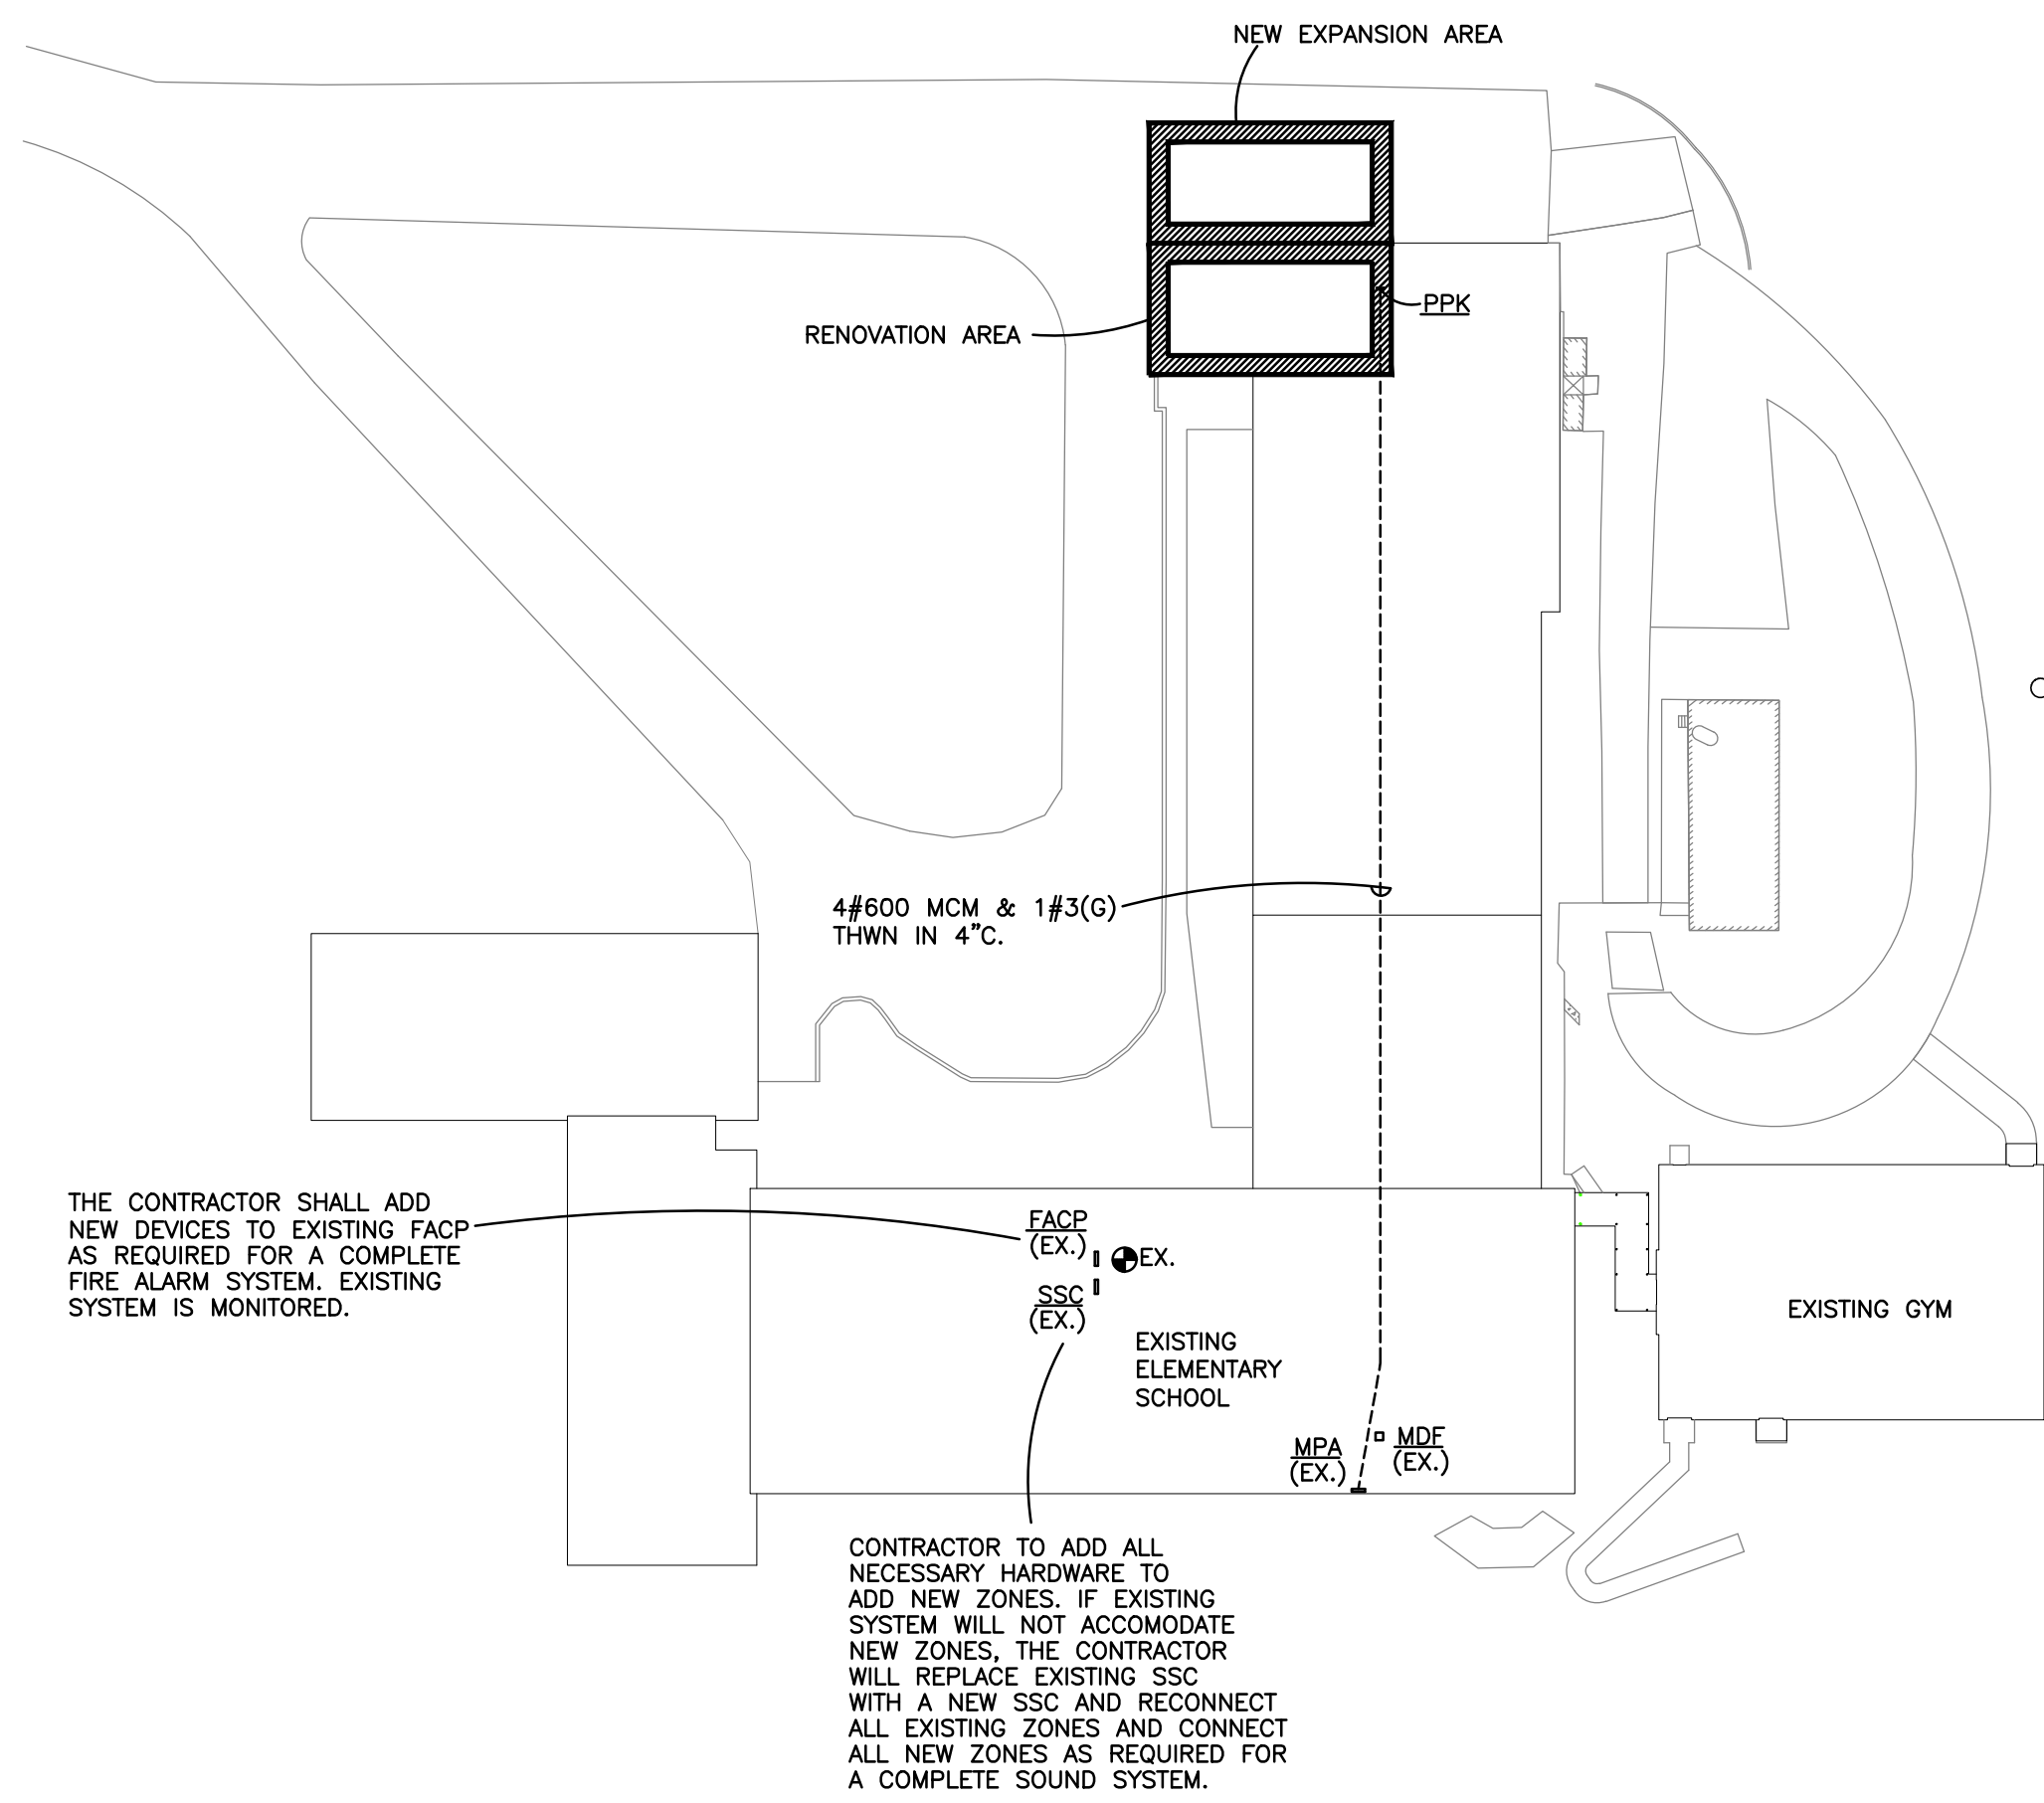 NEW EXPANSION AREA
PPK
RENOVATION AREA
4#600 MCM & 1#3(G)
THWN IN 4"C.
THE CONTRACTOR SHALL ADD
NEW DEVICES TO EXISTING FACP
AS REQUIRED FOR A COMPLETE
FIRE ALARM SYSTEM. EXISTING
SYSTEM IS MONITORED.
FACP
(EX.)
EX.
SSC
(EX.)
EXISTING
ELEMENTARY
SCHOOL
EXISTING GYM
MPA
(EX.)
MDF
(EX.)
CONTRACTOR TO ADD ALL
NECESSARY HARDWARE TO
ADD NEW ZONES. IF EXISTING
SYSTEM WILL NOT ACCOMODATE
NEW ZONES, THE CONTRACTOR
WILL REPLACE EXISTING SSC
WITH A NEW SSC AND RECONNECT
ALL EXISTING ZONES AND CONNECT
ALL NEW ZONES AS REQUIRED FOR
A COMPLETE SOUND SYSTEM.